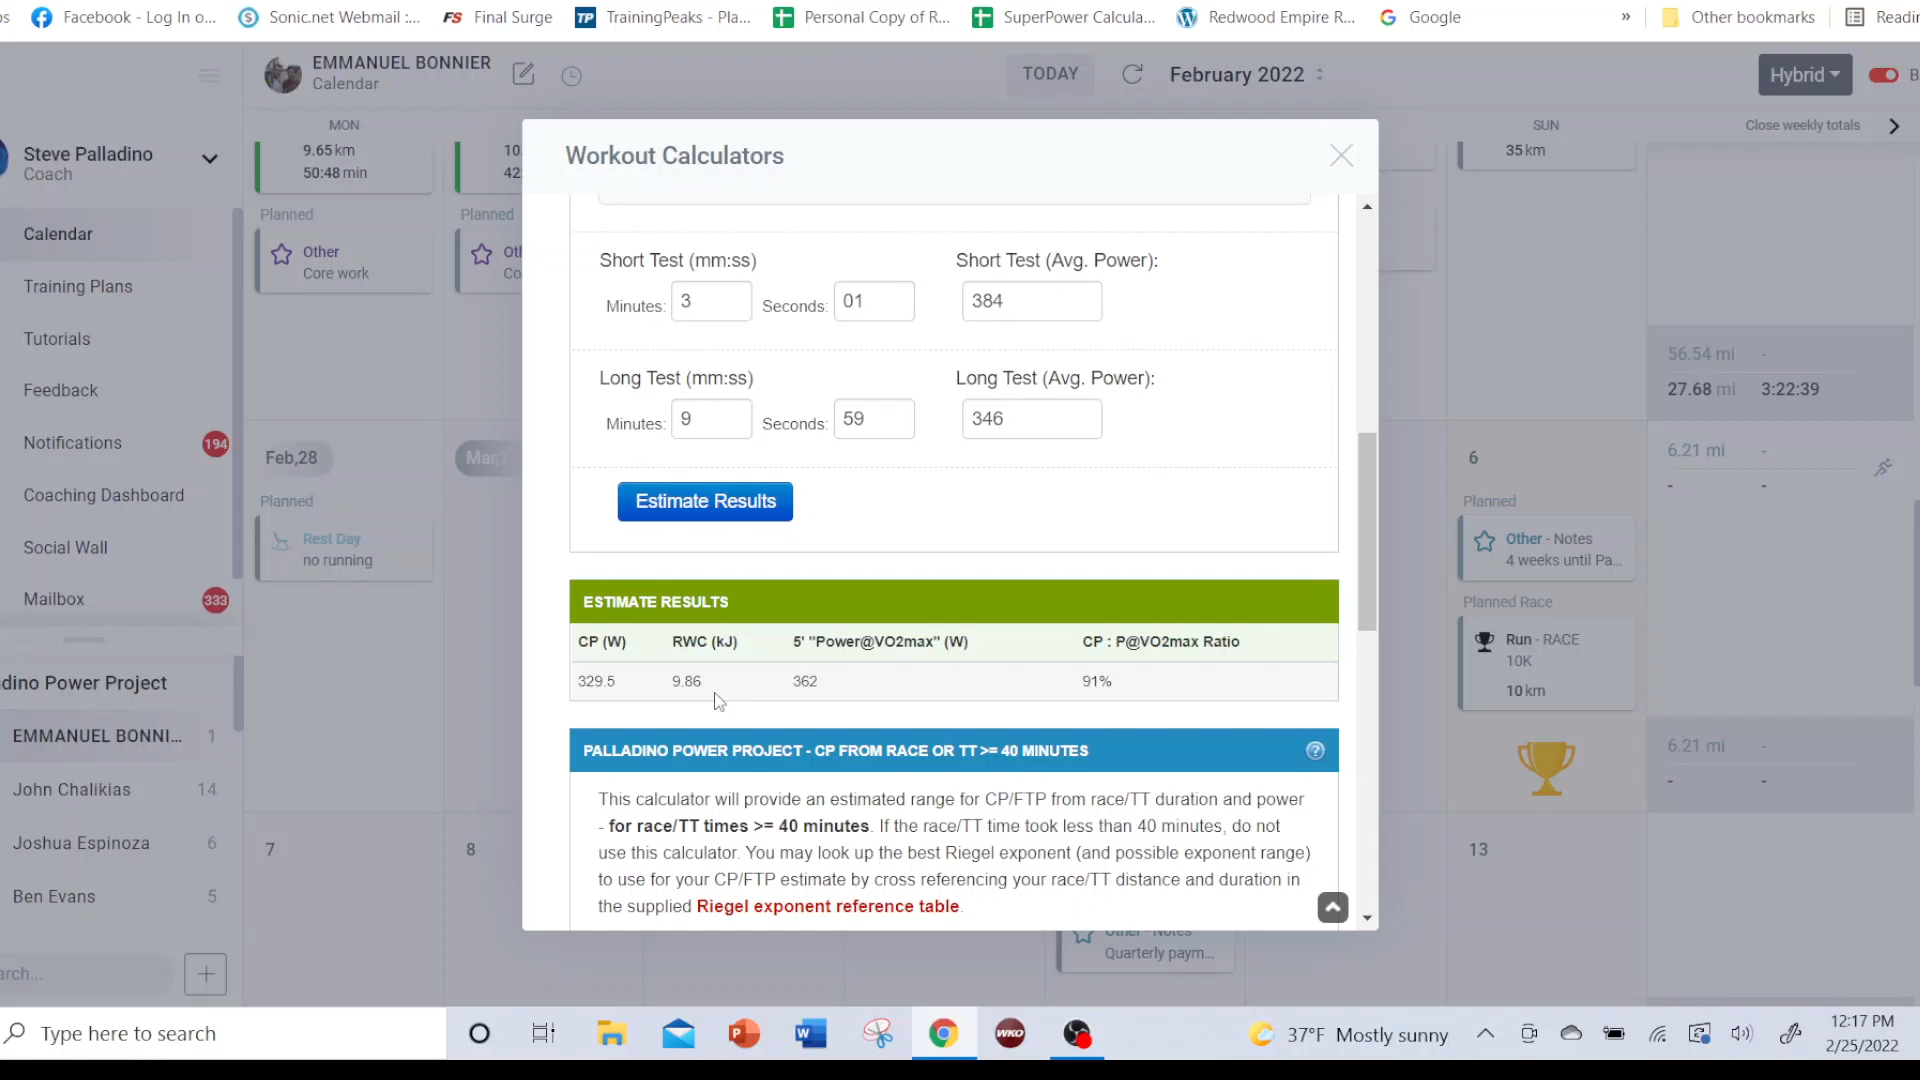 Facebook - Log In o...
Sonic.net Webmail :...
FS Final Surge
TP TrainingPeaks - Pla...
Personal Copy of R...
SuperPower Calcula...
Redwood Empire R...
Google
»
Other bookmarks
Readin
EMMANUEL BONNIER
Calendar
TODAY
February 2022
Hybrid
Steve Palladino
Coach
Calendar
Training Plans
Tutorials
Feedback
Notifications 194
Coaching Dashboard
Social Wall
Mailbox 333
dino Power Project
EMMANUEL BONNI... 1
John Chalikias 14
Joshua Espinoza 6
Ben Evans 5
arch...
MON
9.65 km
50:48 min
10.
42
Planned
Other
Core work
Planned
Feb,28
Planned
Rest Day
no running
7
8
Workout Calculators
Short Test (mm:ss)
Short Test (Avg. Power):
Minutes: 3 Seconds: 01 384
Long Test (mm:ss)
Long Test (Avg. Power):
Minutes: 9 Seconds: 59 346
Estimate Results
ESTIMATE RESULTS
CP (W) RWC (kJ) 5' "Power@VO2max" (W) CP : P@VO2max Ratio
329.5 9.86 362 91%
PALLADINO POWER PROJECT - CP FROM RACE OR TT >= 40 MINUTES
This calculator will provide an estimated range for CP/FTP from race/TT duration and power
- for race/TT times >= 40 minutes. If the race/TT time took less than 40 minutes, do not
use this calculator. You may look up the best Riegel exponent (and possible exponent range)
to use for your CP/FTP estimate by cross referencing your race/TT distance and duration in
the supplied Riegel exponent reference table.
Other - Notes
Quarterly paym...
SUN
35 km
6
Planned
Other - Notes
4 weeks until Pa...
Planned Race
Run - RACE
10K
10 km
13
Close weekly totals
56.54 mi -
27.68 mi 3:22:39
6.21 mi -
- -
6.21 mi -
- -
Type here to search
WKO
37°F Mostly sunny
12:17 PM
2/25/2022